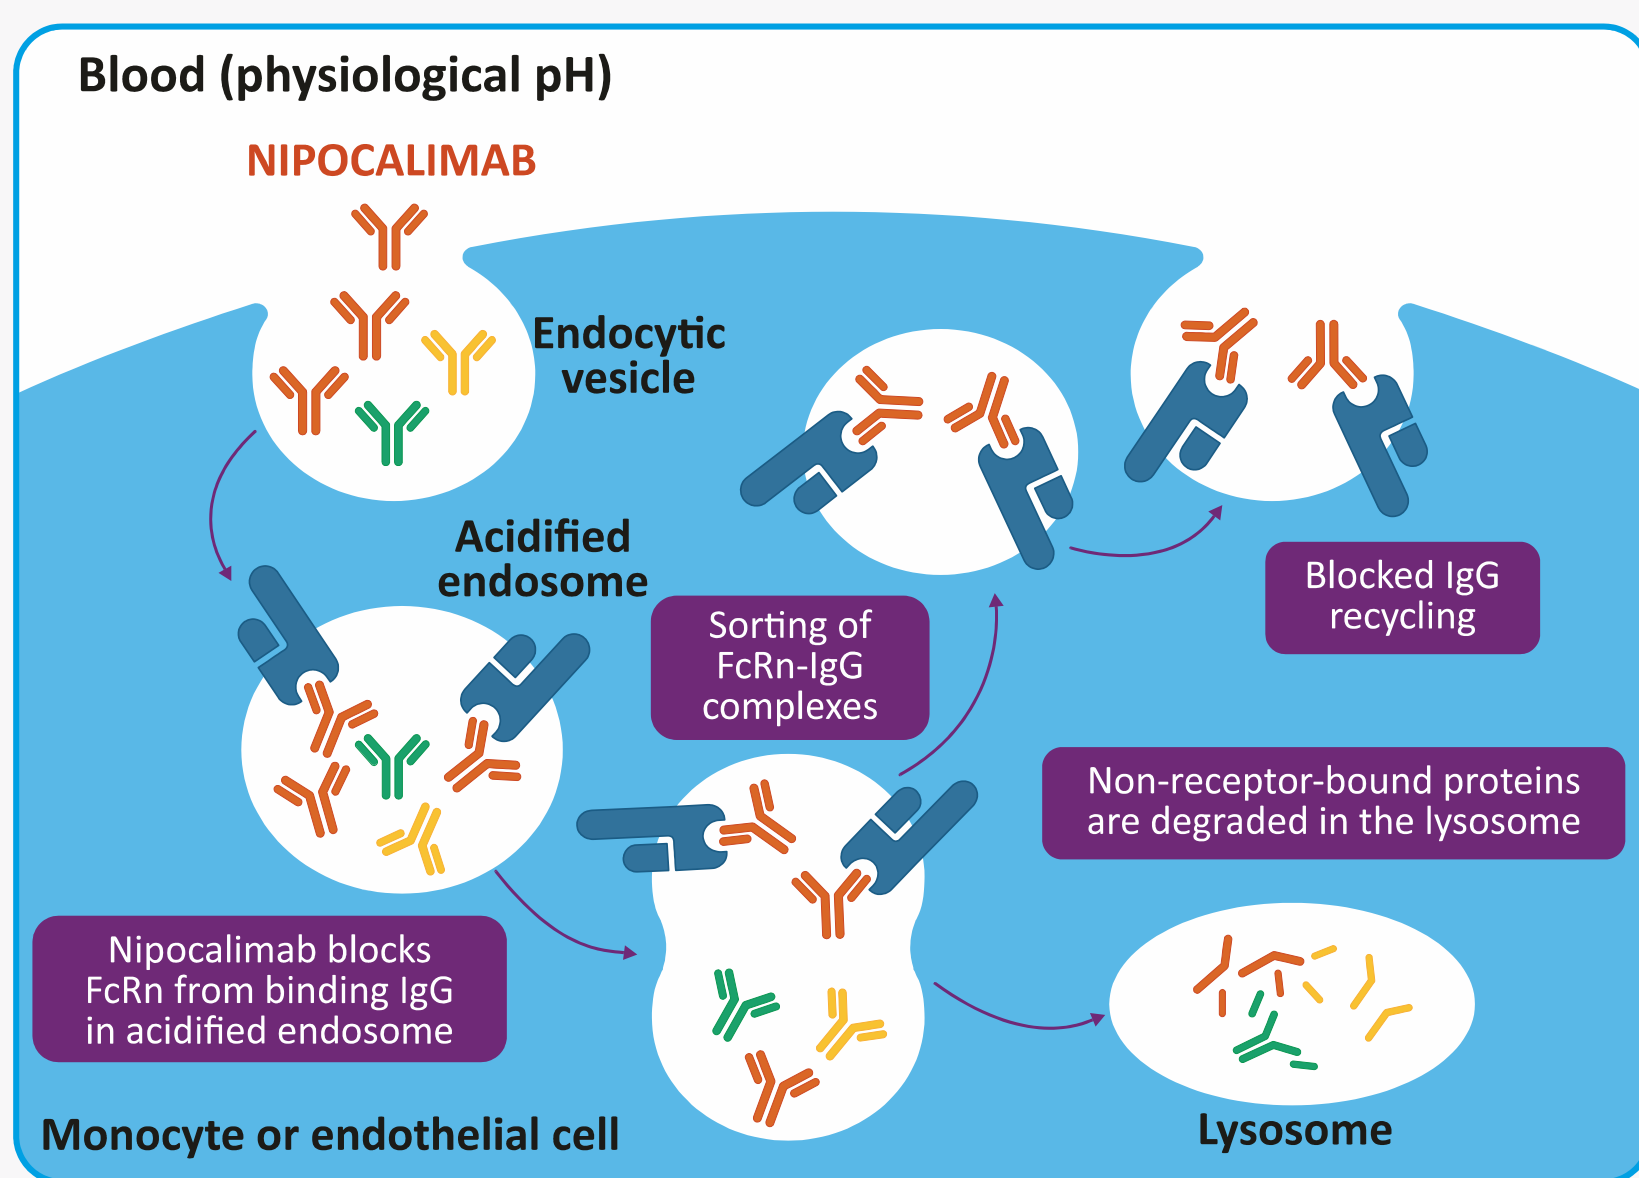 Blood (physiological pH)
NIPOCALIMAB
Endocytic
vesicle
Acidified
endosome
Sorting of
FcRn-IgG
complexes
Blocked IgG
recycling
Non-receptor-bound proteins
are degraded in the lysosome
Nipocalimab blocks
FcRn from binding IgG
in acidified endosome
Monocyte or endothelial cell
Lysosome